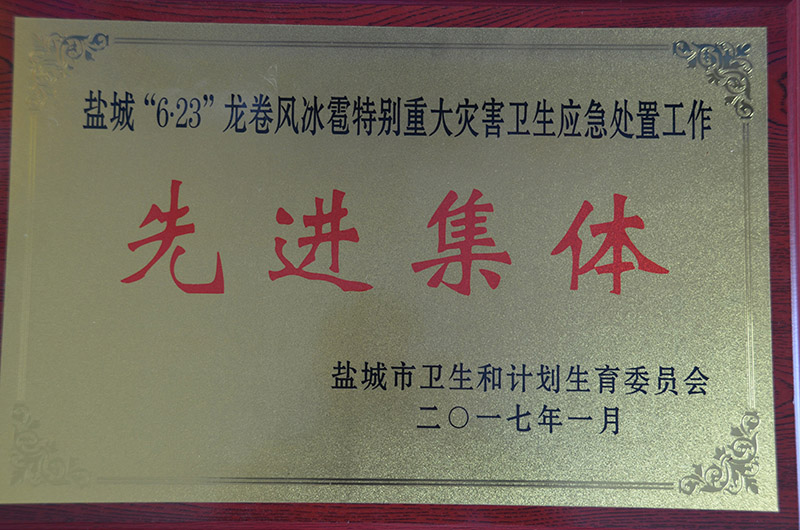 盐城“6·23”龙卷风冰雹特别重大灾害卫生应急处置工作
先进集体
盐城市卫生和计划生育委员会
二〇一七年一月